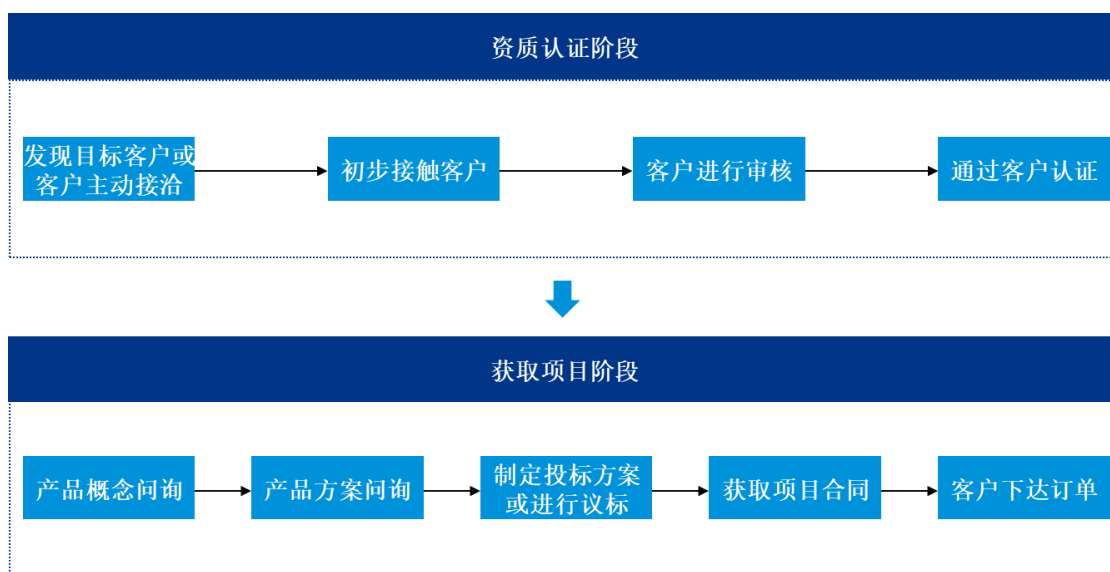 资质认证阶段
发现目标客户或
客户主动接洽
初步接触客户
客户进行审核
通过客户认证
获取项目阶段
产品概念问询
产品方案问询
制定投标方案
或进行议标
获取项目合同
客户下达订单